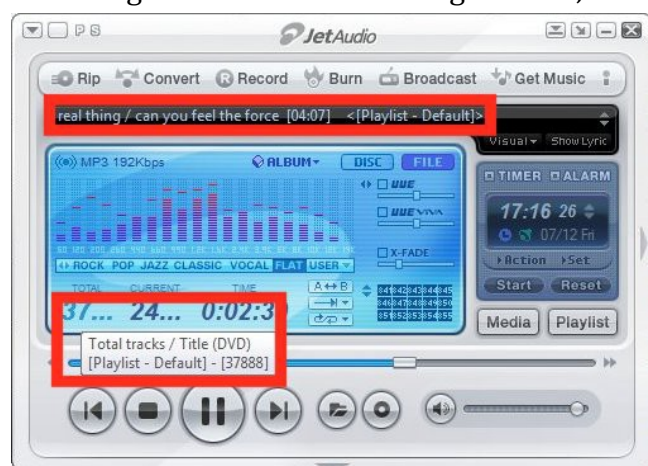 P S
JetAudio
Rip Convert Record Burn Broadcast Get Music
real thing / can you feel the force [04:07] <[Playlist - Default]>
Visual Show Lyric
MP3 192Kbps ALBUM DISC FILE
BBE
BBE VIVA
X-FADE
ROCK POP JAZZ CLASSIC VOCAL FLAT USER
TOTAL CURRENT TIME A B
37... 24... 0:02:3
Total tracks / Title (DVD)
[Playlist - Default] - [37888]
TIMER ALARM
17:16 26
07/12 Fri
Action Set
Start Reset
Media Playlist